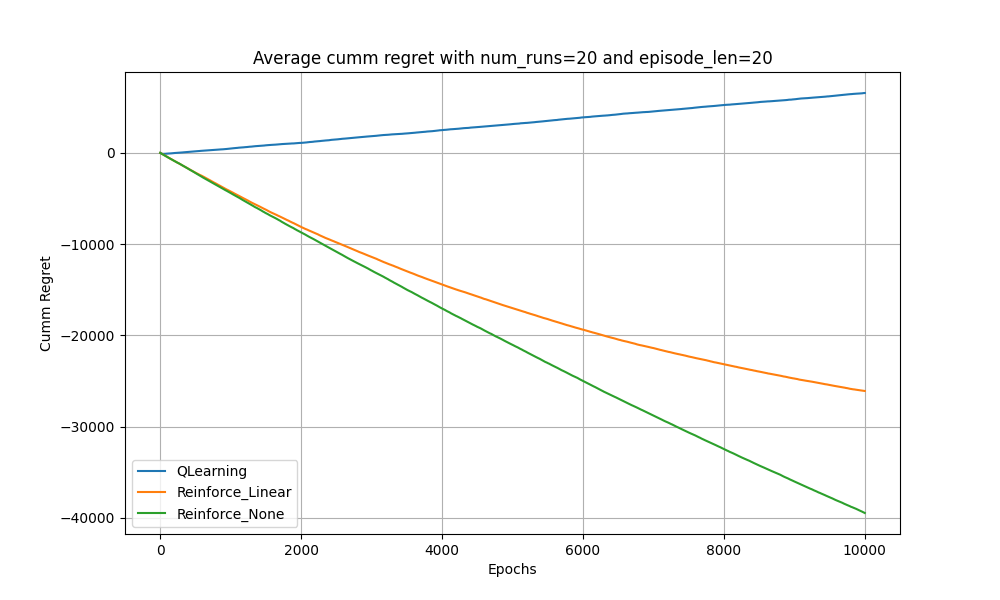 Average cumm regret with num_runs=20 and episode_len=20
Cumm Regret
0
−10000
−20000
−30000
−40000
QLearning
Reinforce_Linear
Reinforce_None
0 2000 4000 6000 8000 10000
Epochs